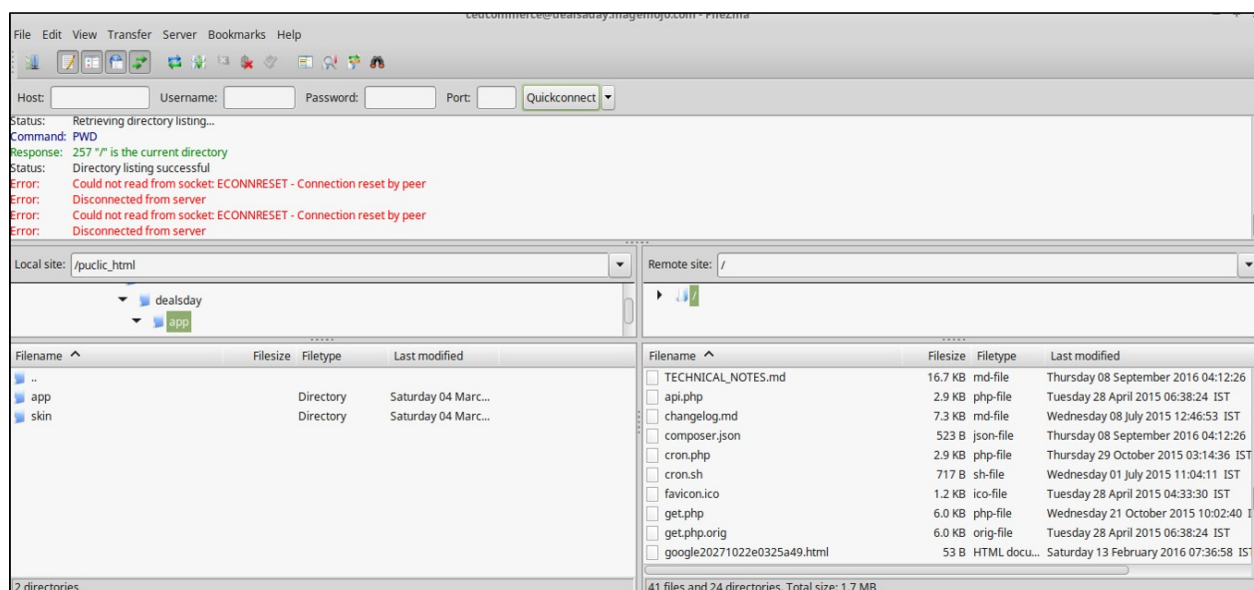 cedcommerce@dealsaday.magemojo.com - FileZilla
File Edit View Transfer Server Bookmarks Help
Host: Username: Password: Port: Quickconnect
Status: Retrieving directory listing...
Command: PWD
Response: 257 "/" is the current directory
Status: Directory listing successful
Error: Could not read from socket: ECONNRESET - Connection reset by peer
Error: Disconnected from server
Error: Could not read from socket: ECONNRESET - Connection reset by peer
Error: Disconnected from server
Local site: /puclic_html
dealsday
app
Filename Filesize Filetype Last modified
..
app Directory Saturday 04 Marc...
skin Directory Saturday 04 Marc...
2 directories
Remote site: /
/
Filename Filesize Filetype Last modified
TECHNICAL_NOTES.md 16.7 KB md-file Thursday 08 September 2016 04:12:26
api.php 2.9 KB php-file Tuesday 28 April 2015 06:38:24 IST
changelog.md 7.3 KB md-file Wednesday 08 July 2015 12:46:53 IST
composer.json 523 B json-file Thursday 08 September 2016 04:12:26
cron.php 2.9 KB php-file Thursday 29 October 2015 03:14:36 IST
cron.sh 717 B sh-file Wednesday 01 July 2015 11:04:11 IST
favicon.ico 1.2 KB ico-file Tuesday 28 April 2015 04:33:30 IST
get.php 6.0 KB php-file Wednesday 21 October 2015 10:02:40 I
get.php.orig 6.0 KB orig-file Tuesday 28 April 2015 06:38:24 IST
google20271022e0325a49.html 53 B HTML docu... Saturday 13 February 2016 07:36:58 IST
41 files and 24 directories. Total size: 1.7 MB